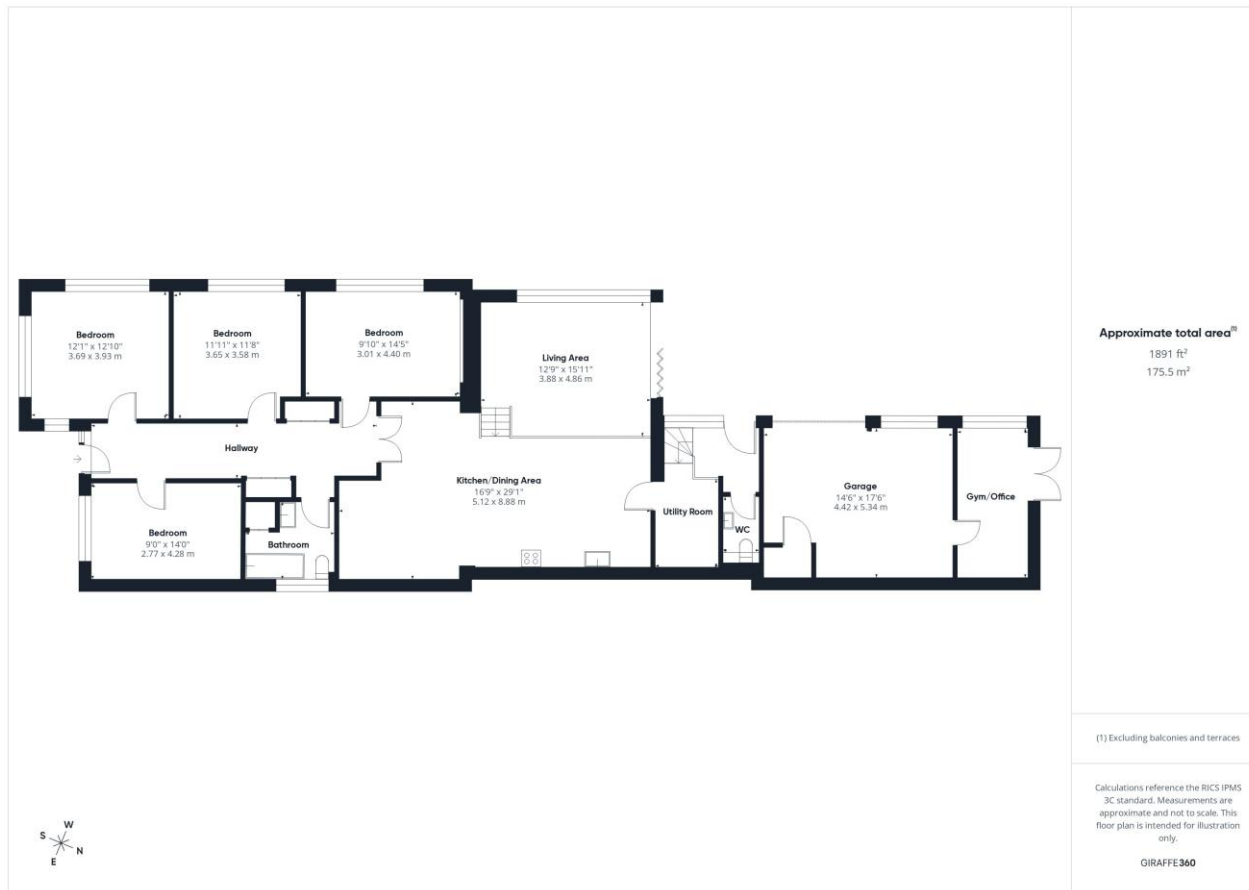 Bedroom
12'1" x 12'10"
3.69 x 3.93 m
Bedroom
11'11" x 11'8"
3.65 x 3.58 m
Bedroom
9'10" x 14'5"
3.01 x 4.40 m
Living Area
12'9" x 15'11"
3.88 x 4.86 m
Hallway
Kitchen/Dining Area
16'9" x 29'1"
5.12 x 8.88 m
Utility Room
WC
Garage
14'6" x 17'6"
4.42 x 5.34 m
Gym/Office
Bedroom
9'0" x 14'0"
2.77 x 4.28 m
Bathroom
W
S
N
E
Approximate total area(1)
1891 ft²
175.5 m²
(1) Excluding balconies and terraces
Calculations reference the RICS IPMS
3C standard. Measurements are
approximate and not to scale. This
floor plan is intended for illustration
only.
GIRAFFE360